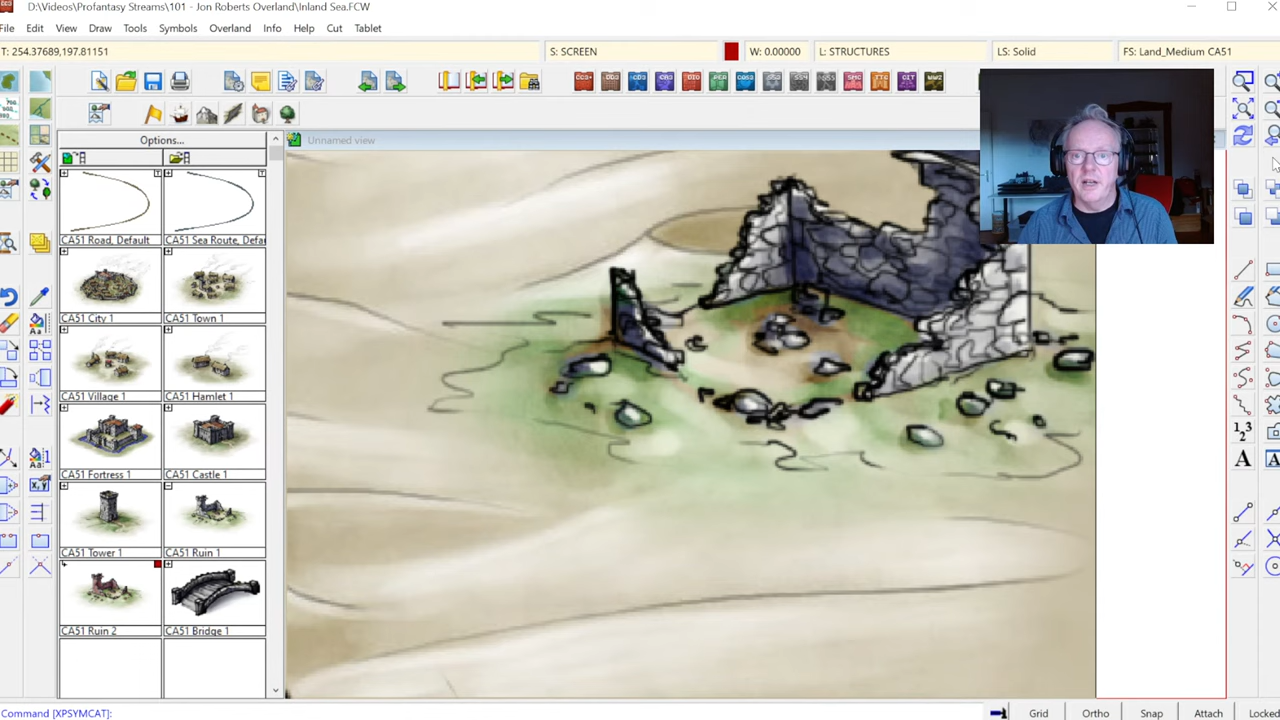 D:\Videos\Profantasy Streams\101 - Jon Roberts Overland\Inland Sea.FCW
File Edit View Draw Tools Symbols Overland Info Help Cut Tablet
T: 254.37689,197.81151 S: SCREEN W: 0.00000 L: STRUCTURES LS: Solid FS: Land_Medium CA51
Options... Unnamed view
CA51 Road, Default CA51 Sea Route, Defa
CA51 City 1 CA51 Town 1
CA51 Village 1 CA51 Hamlet 1
CA51 Fortress 1 CA51 Castle 1
CA51 Tower 1 CA51 Ruin 1
CA51 Ruin 2 CA51 Bridge 1
Command [XPSYMCAT]: Grid Ortho Snap Attach Locked